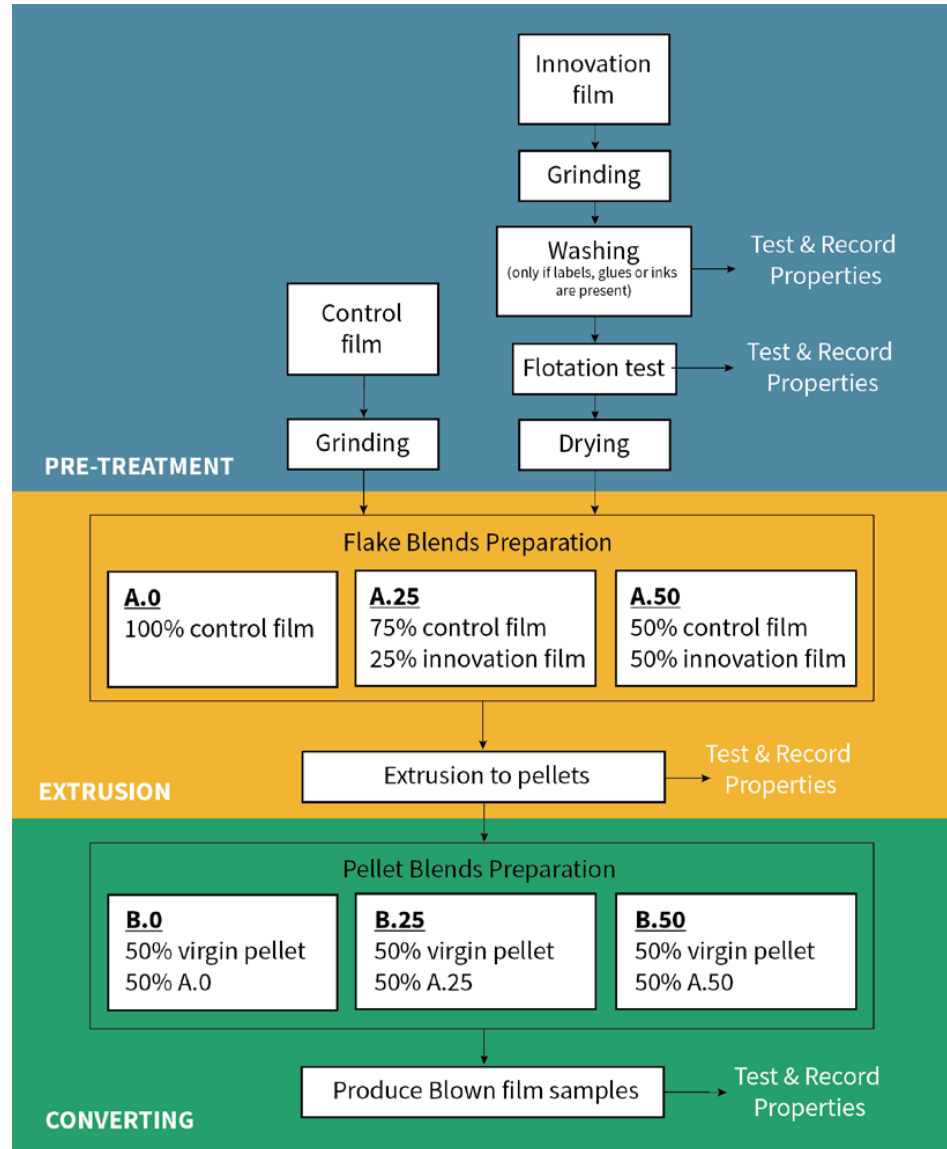 Innovation
film
Grinding
Washing
(only if labels, glues or inks
are present)
Test & Record
Properties
Control
film
Flotation test
Test & Record
Properties
Grinding
Drying
PRE-TREATMENT
Flake Blends Preparation
A.0
100% control film
A.25
75% control film
25% innovation film
A.50
50% control film
50% innovation film
Extrusion to pellets
Test & Record
Properties
EXTRUSION
Pellet Blends Preparation
B.0
50% virgin pellet
50% A.0
B.25
50% virgin pellet
50% A.25
B.50
50% virgin pellet
50% A.50
Produce Blown film samples
Test & Record
Properties
CONVERTING